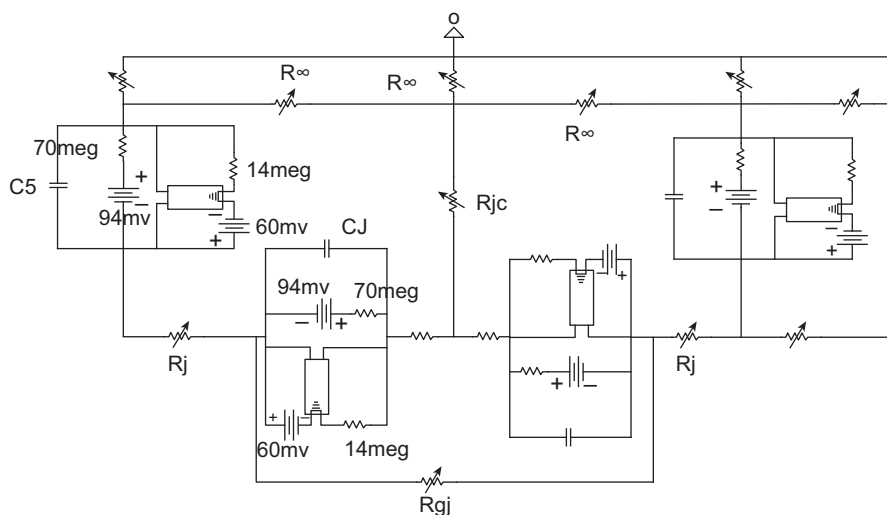 o
R∞
R∞
R∞
70meg
+
14meg
C5
–
–
94mv
+
60mv
Rjc
CJ
94mv
70meg
–
+
Rj
+
–
60mv
14meg
–
+
+
–
Rj
+
–
–
+
Rgj